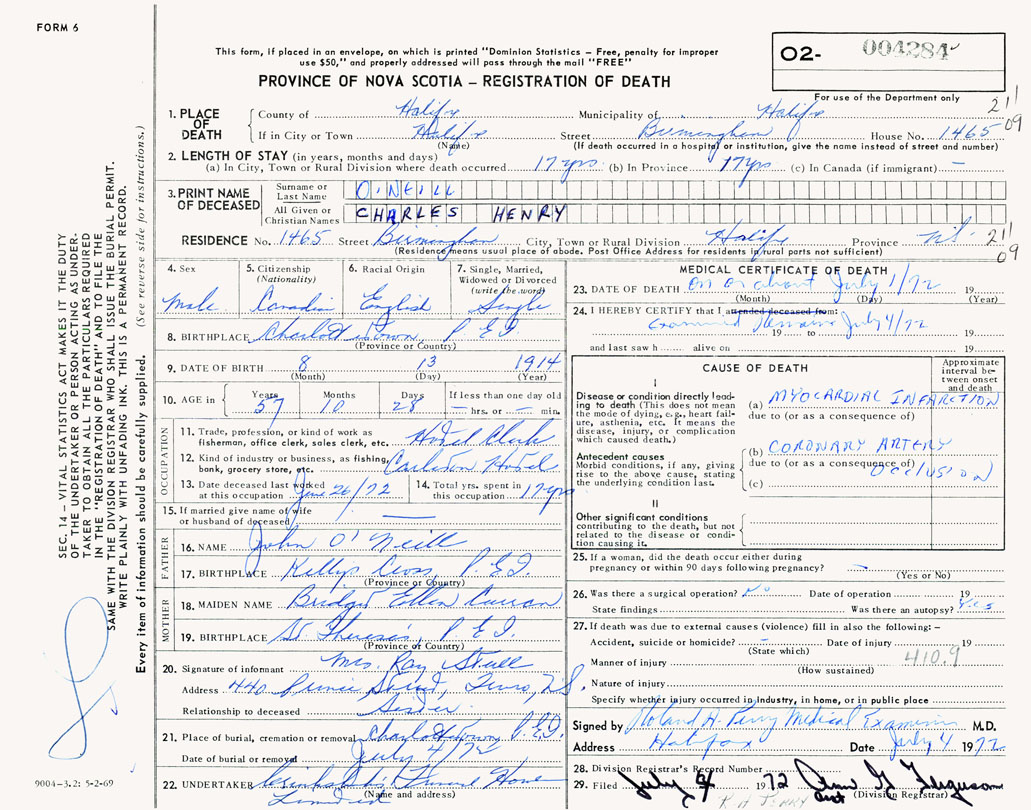 FORM 6
This form, if placed in an envelope, on which is printed "Dominion Statistics – Free, penalty for improper
use $50," and properly addressed will pass through the mail "FREE"
PROVINCE OF NOVA SCOTIA – REGISTRATION OF DEATH
O2- 004284
For use of the Department only
211
09
1. PLACE OF DEATH
County of Halifx Municipality of Halifx
If in City or Town Halifx Street Birmingham House No. 1465
(Name) (If death occurred in a hospital or institution, give the name instead of street and number)
2. LENGTH OF STAY (in years, months and days)
(a) In City, Town or Rural Division where death occurred 17 yrs (b) In Province 17 yrs (c) In Canada (if immigrant) –
3. PRINT NAME OF DECEASED
Surname or Last Name O'NEILL
All Given or Christian Names CHARLES HENRY
RESIDENCE No. 1465 Street Birmingham City, Town or Rural Division Halifx Province N.S.
(Residence means usual place of abode. Post Office Address for residents in rural parts not sufficient)
211
09
4. Sex Male
5. Citizenship (Nationality) Canadian
6. Racial Origin English
7. Single, Married, Widowed or Divorced (write the word) Single
8. BIRTHPLACE Charlottetown, P.E.I.
(Province or Country)
9. DATE OF BIRTH 8 13 1914
(Month) (Day) (Year)
10. AGE in Years 57 Months 10 Days 28 If less than one day old — hrs. or — min.
OCCUPATION
11. Trade, profession, or kind of work as fisherman, office clerk, sales clerk, etc. Hotel Clerk
12. Kind of industry or business, as fishing, bank, grocery store, etc. Carleton Hotel
13. Date deceased last worked at this occupation June 26/72
14. Total yrs. spent in this occupation 17 yrs
15. If married give name of wife or husband of deceased —
FATHER
16. NAME John O'Neill
17. BIRTHPLACE Kellys Cross, P.E.I.
(Province or Country)
MOTHER
18. MAIDEN NAME Bridget Ellen Curran
19. BIRTHPLACE St. Theresa's, P.E.I.
(Province or Country)
20. Signature of informant Mrs. Ray
Address 440 Prince Street, Truro, N.S.
Relationship to deceased Sister
21. Place of burial, cremation or removal Charlottetown P.E.I.
Date of burial or removal July 4/72
22. UNDERTAKER Funeral Home
Limited
(Name and address)
MEDICAL CERTIFICATE OF DEATH
23. DATE OF DEATH On or about July 1/72 19
(Month) (Day) (Year)
24. I HEREBY CERTIFY that I attended deceased from:
Examined Remains July 4/72
19 to 19
and last saw h alive on 19
CAUSE OF DEATH
Approximate interval between onset and death
I
Disease or condition directly leading to death (This does not mean the mode of dying, e.g., heart failure, asthenia, etc. It means the disease, injury, or complication which caused death.)
(a) MYOCARDIAL INFARCTION
due to (or as a consequence of)
Antecedent causes
Morbid conditions, if any, giving rise to the above cause, stating the underlying condition last.
(b) CORONARY ARTERY
due to (or as a consequence of)
OCCLUSION
(c)
II
Other significant conditions
contributing to the death, but not related to the disease or condition causing it.
25. If a woman, did the death occur either during
pregnancy or within 90 days following pregnancy? –
(Yes or No)
26. Was there a surgical operation? No Date of operation 19
State findings Was there an autopsy? Yes
27. If death was due to external causes (violence) fill in also the following: –
Accident, suicide or homicide? – Date of injury 19
(State which)
410.9
Manner of injury
(How sustained)
Nature of injury
Specify whether injury occurred in industry, in home, or in public place
Signed by Roland H. Perry Medical Examiner M.D.
Address Halifax Date July 4 1972
28. Division Registrar's Record Number
29. Filed July 4 1972 Ann G Ferguson
(Division Registrar)
SEC. 14 – VITAL STATISTICS ACT MAKES IT THE DUTY
OF THE UNDERTAKER OR PERSON ACTING AS UNDER-
TAKER TO OBTAIN ALL THE PARTICULARS REQUIRED
IN THE "REGISTRATION OF DEATH" AND TO FILE THE
SAME WITH THE DIVISION REGISTRAR WHO SHALL ISSUE THE BURIAL PERMIT.
WRITE PLAINLY WITH UNFADING INK. THIS IS A PERMANENT RECORD.
Every item of information should be carefully supplied. (See reverse side for instructions.)
9004–3.2: 5-2-69